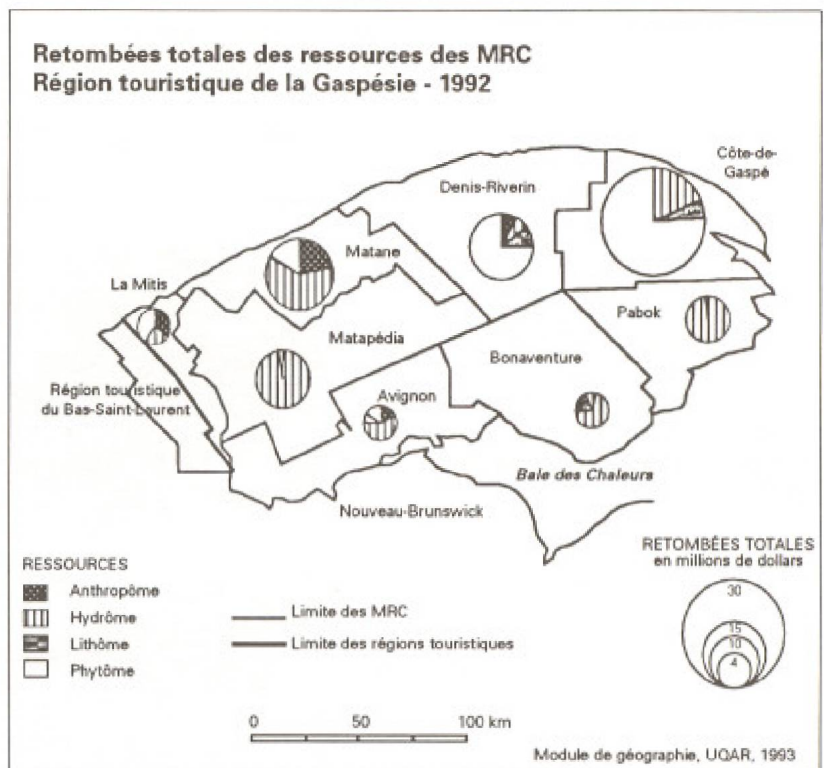 Retombées totales des ressources des MRC
Région touristique de la Gaspésie - 1992
Côte-de-
Gaspé
Denis-Riverin
Matane
La Mitis
Pabok
Matapédia
Bonaventure
Région touristique
du Bas-Saint-Laurent
Avignon
Baie des Chaleurs
Nouveau-Brunswick
RETOMBÉES TOTALES
en millions de dollars
30
15
10
4
RESSOURCES
Anthropôme
Hydrôme
Lithôme
Phytôme
Limite des MRC
Limite des régions touristiques
0 50 100 km
Module de géographie, UQAR, 1993